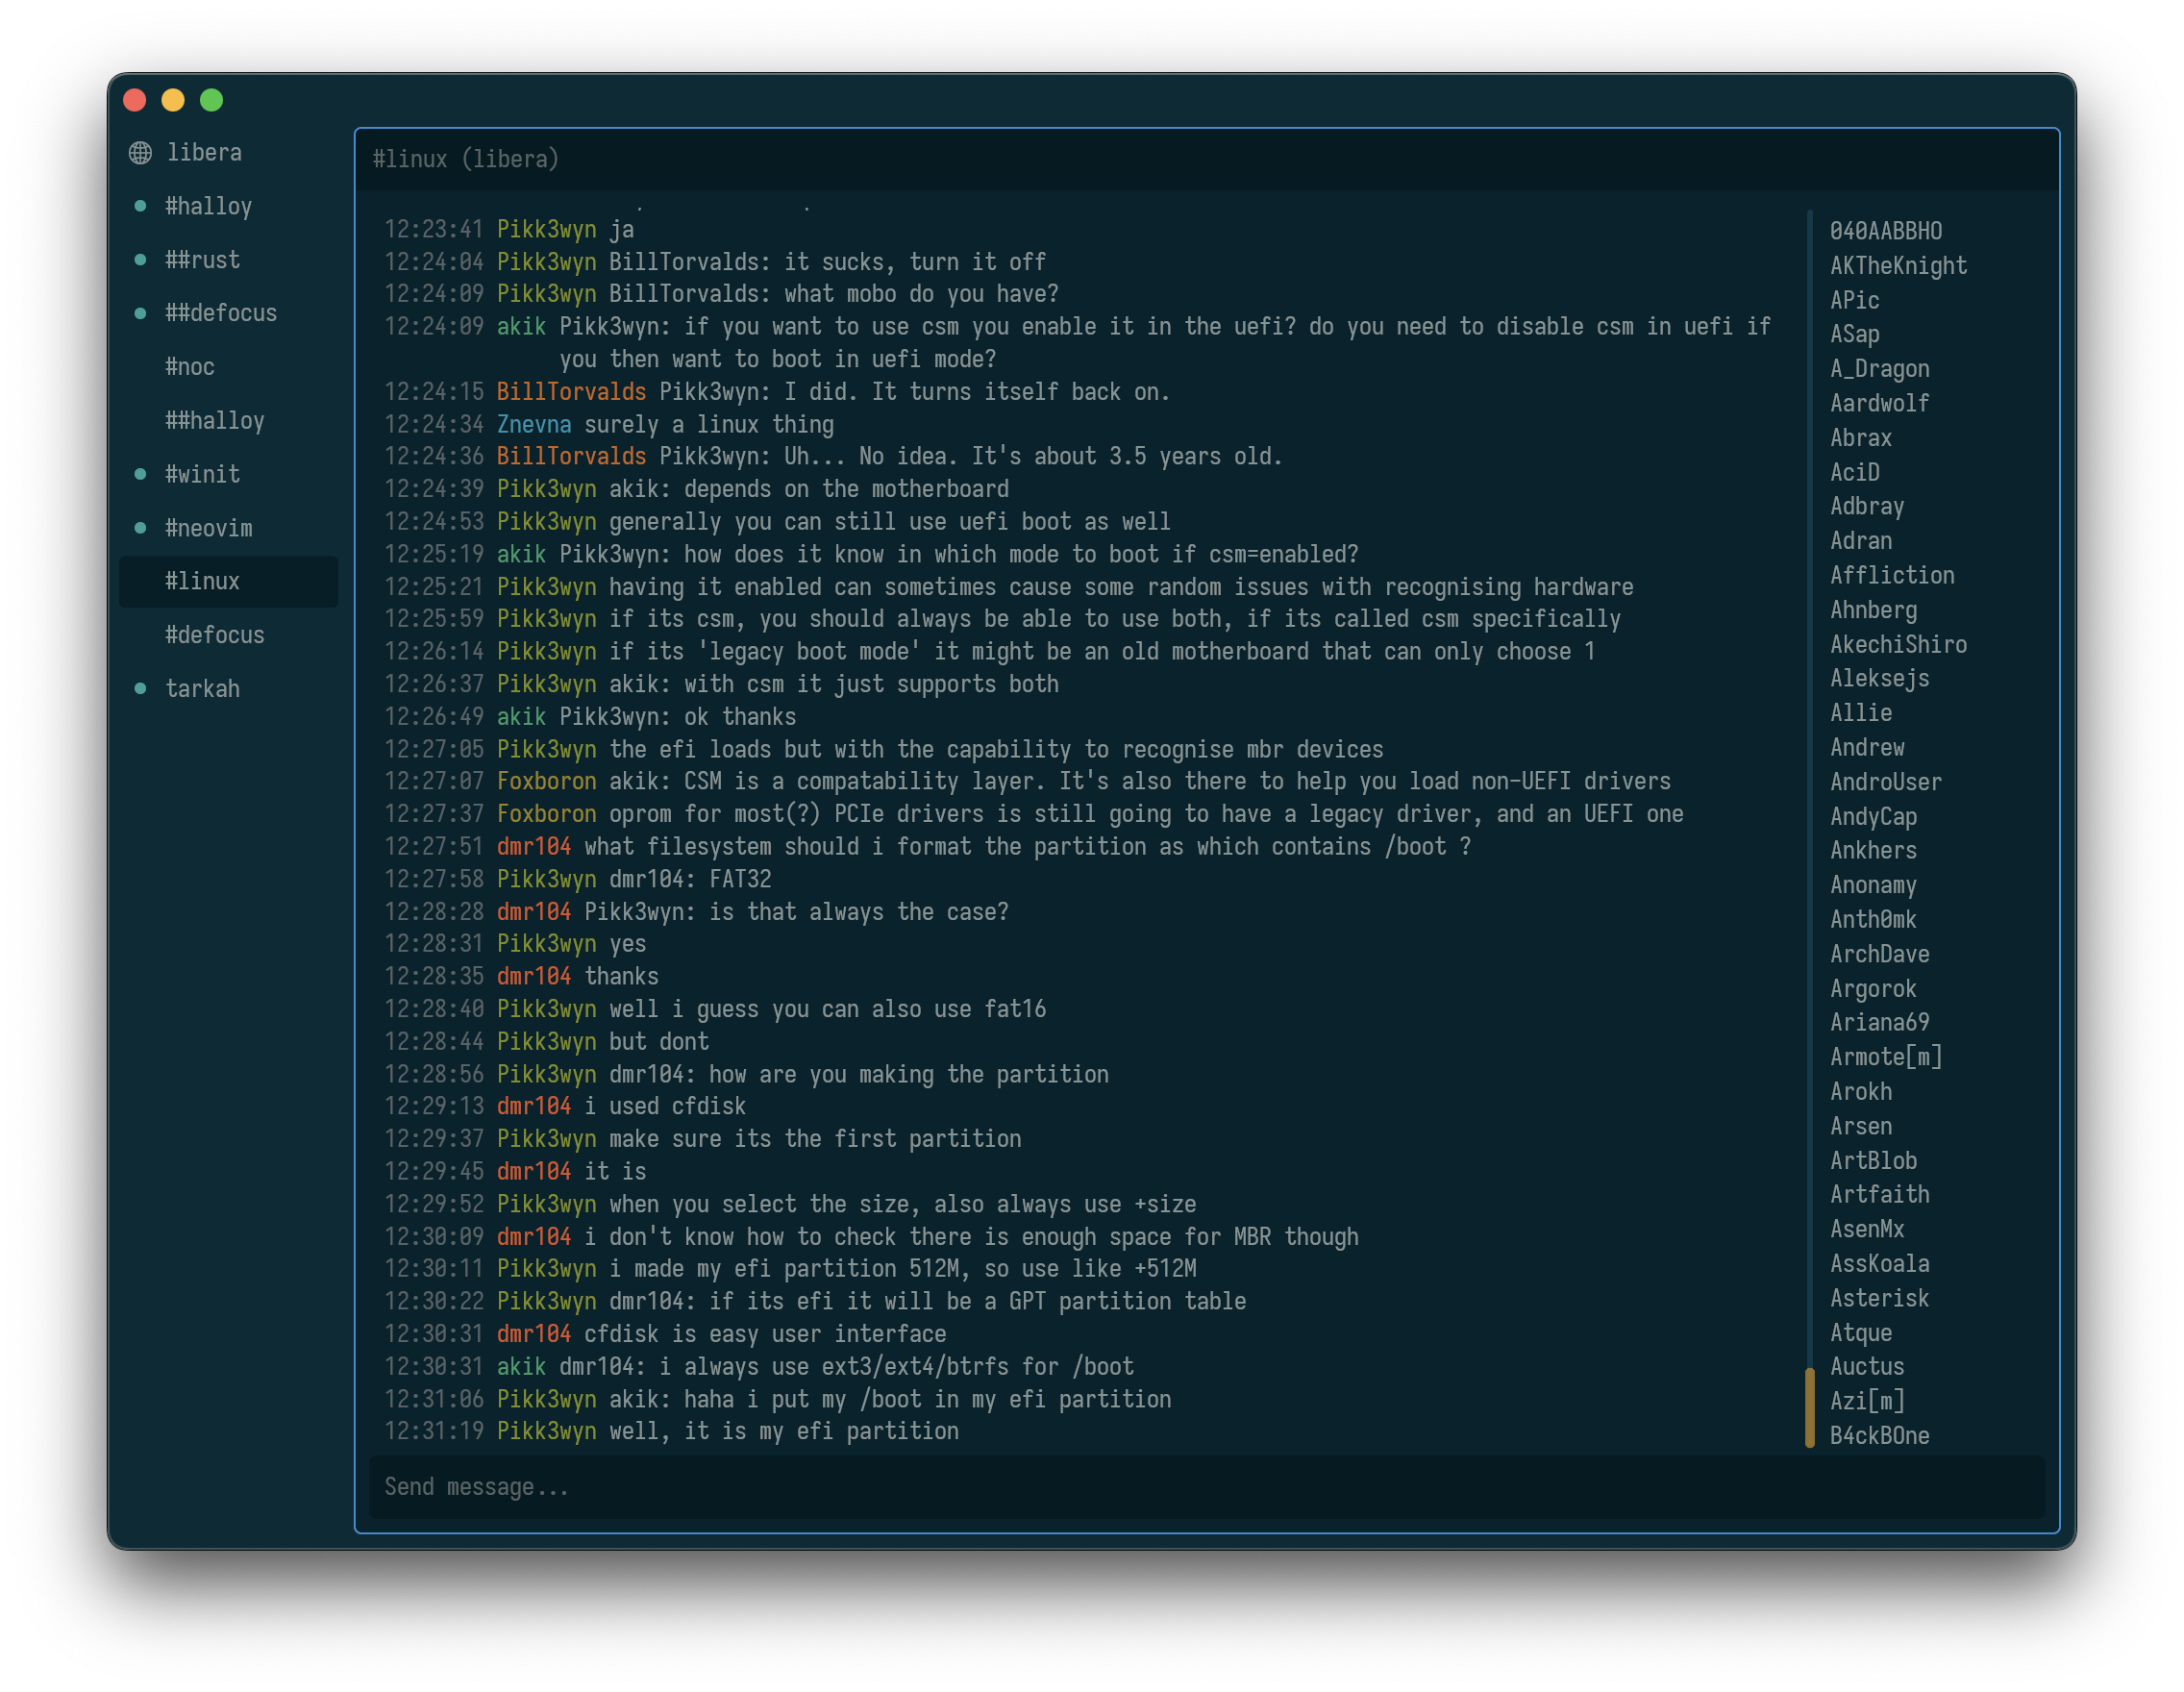 libera
#halloy
##rust
##defocus
#noc
##halloy
#winit
#neovim
#linux
#defocus
tarkah
#linux (libera)
12:23:41 Pikk3wyn ja
12:24:04 Pikk3wyn BillTorvalds: it sucks, turn it off
12:24:09 Pikk3wyn BillTorvalds: what mobo do you have?
12:24:09 akik Pikk3wyn: if you want to use csm you enable it in the uefi? do you need to disable csm in uefi if
you then want to boot in uefi mode?
12:24:15 BillTorvalds Pikk3wyn: I did. It turns itself back on.
12:24:34 Znevna surely a linux thing
12:24:36 BillTorvalds Pikk3wyn: Uh... No idea. It's about 3.5 years old.
12:24:39 Pikk3wyn akik: depends on the motherboard
12:24:53 Pikk3wyn generally you can still use uefi boot as well
12:25:19 akik Pikk3wyn: how does it know in which mode to boot if csm=enabled?
12:25:21 Pikk3wyn having it enabled can sometimes cause some random issues with recognising hardware
12:25:59 Pikk3wyn if its csm, you should always be able to use both, if its called csm specifically
12:26:14 Pikk3wyn if its 'legacy boot mode' it might be an old motherboard that can only choose 1
12:26:37 Pikk3wyn akik: with csm it just supports both
12:26:49 akik Pikk3wyn: ok thanks
12:27:05 Pikk3wyn the efi loads but with the capability to recognise mbr devices
12:27:07 Foxboron akik: CSM is a compatability layer. It's also there to help you load non-UEFI drivers
12:27:37 Foxboron oprom for most(?) PCIe drivers is still going to have a legacy driver, and an UEFI one
12:27:51 dmr104 what filesystem should i format the partition as which contains /boot ?
12:27:58 Pikk3wyn dmr104: FAT32
12:28:28 dmr104 Pikk3wyn: is that always the case?
12:28:31 Pikk3wyn yes
12:28:35 dmr104 thanks
12:28:40 Pikk3wyn well i guess you can also use fat16
12:28:44 Pikk3wyn but dont
12:28:56 Pikk3wyn dmr104: how are you making the partition
12:29:13 dmr104 i used cfdisk
12:29:37 Pikk3wyn make sure its the first partition
12:29:45 dmr104 it is
12:29:52 Pikk3wyn when you select the size, also always use +size
12:30:09 dmr104 i don't know how to check there is enough space for MBR though
12:30:11 Pikk3wyn i made my efi partition 512M, so use like +512M
12:30:22 Pikk3wyn dmr104: if its efi it will be a GPT partition table
12:30:31 dmr104 cfdisk is easy user interface
12:30:31 akik dmr104: i always use ext3/ext4/btrfs for /boot
12:31:06 Pikk3wyn akik: haha i put my /boot in my efi partition
12:31:19 Pikk3wyn well, it is my efi partition
Send message...
040AABBHO
AKTheKnight
APic
ASap
A_Dragon
Aardwolf
Abrax
AciD
Adbray
Adran
Affliction
Ahnberg
AkechiShiro
Aleksejs
Allie
Andrew
AndroUser
AndyCap
Ankhers
Anonamy
Anth0mk
ArchDave
Argorok
Ariana69
Armote[m]
Arokh
Arsen
ArtBlob
Artfaith
AsenMx
AssKoala
Asterisk
Atque
Auctus
Azi[m]
B4ckBOne